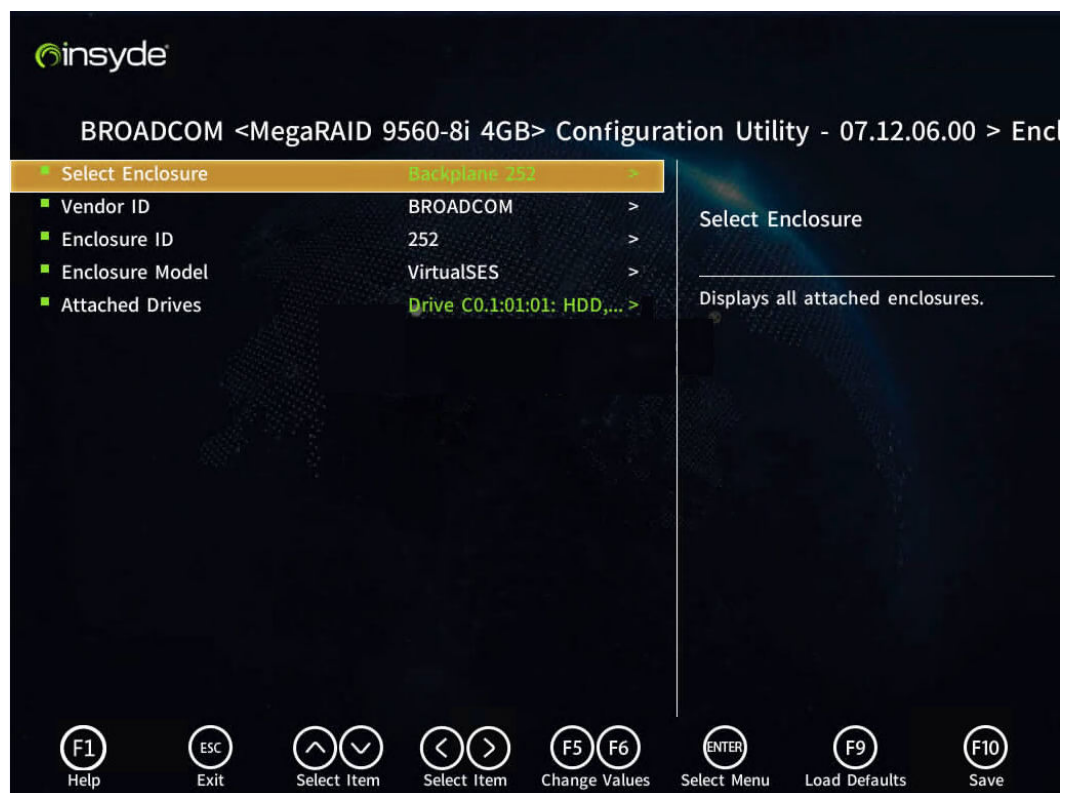 insyde
BROADCOM <MegaRAID 9560-8i 4GB> Configuration Utility - 07.12.06.00 > Encl
Select Enclosure Backplane 252 >
Vendor ID BROADCOM >
Enclosure ID 252 >
Enclosure Model VirtualSES >
Attached Drives Drive C0.1:01:01: HDD,... >
Select Enclosure
Displays all attached enclosures.
F1 ESC F5 F6 ENTER F9 F10
Help Exit Select Item Select Item Change Values Select Menu Load Defaults Save